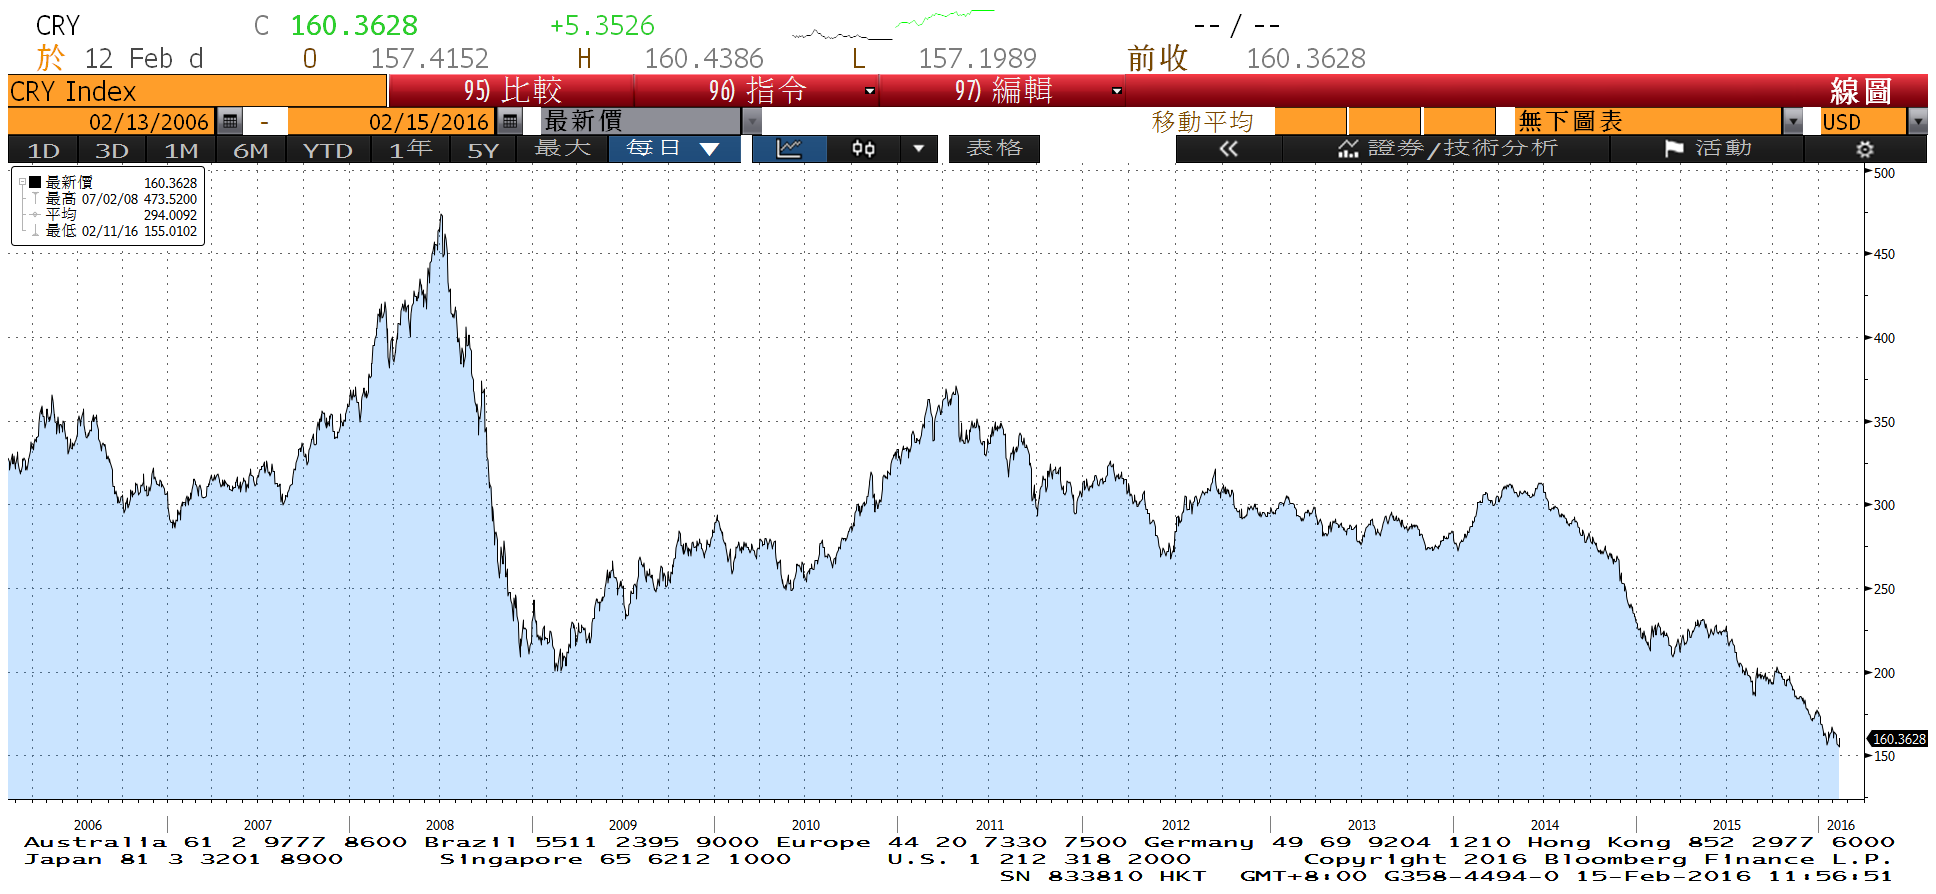 CRY C 160.3628 +5.3526 -- / --
於 12 Feb d O 157.4152 H 160.4386 L 157.1989 前收 160.3628
CRY Index 95) 比較 96) 指令 97) 編輯 線圖
02/13/2006 - 02/15/2016 最新價 移動平均 無下圖表 USD
1D 3D 1M 6M YTD 1年 5Y 最大 每日 表格 « 證券/技術分析 活動
最新價 160.3628
最高 07/02/08 473.5200
平均 294.0092
最低 02/11/16 155.0102
500
450
400
350
300
250
200
160.3628
150
2006 2007 2008 2009 2010 2011 2012 2013 2014 2015 2016
Australia 61 2 9777 8600 Brazil 5511 2395 9000 Europe 44 20 7330 7500 Germany 49 69 9204 1210 Hong Kong 852 2977 6000
Japan 81 3 3201 8900 Singapore 65 6212 1000 U.S. 1 212 318 2000 Copyright 2016 Bloomberg Finance L.P.
SN 833810 HKT GMT+8:00 G358-4494-0 15-Feb-2016 11:56:51